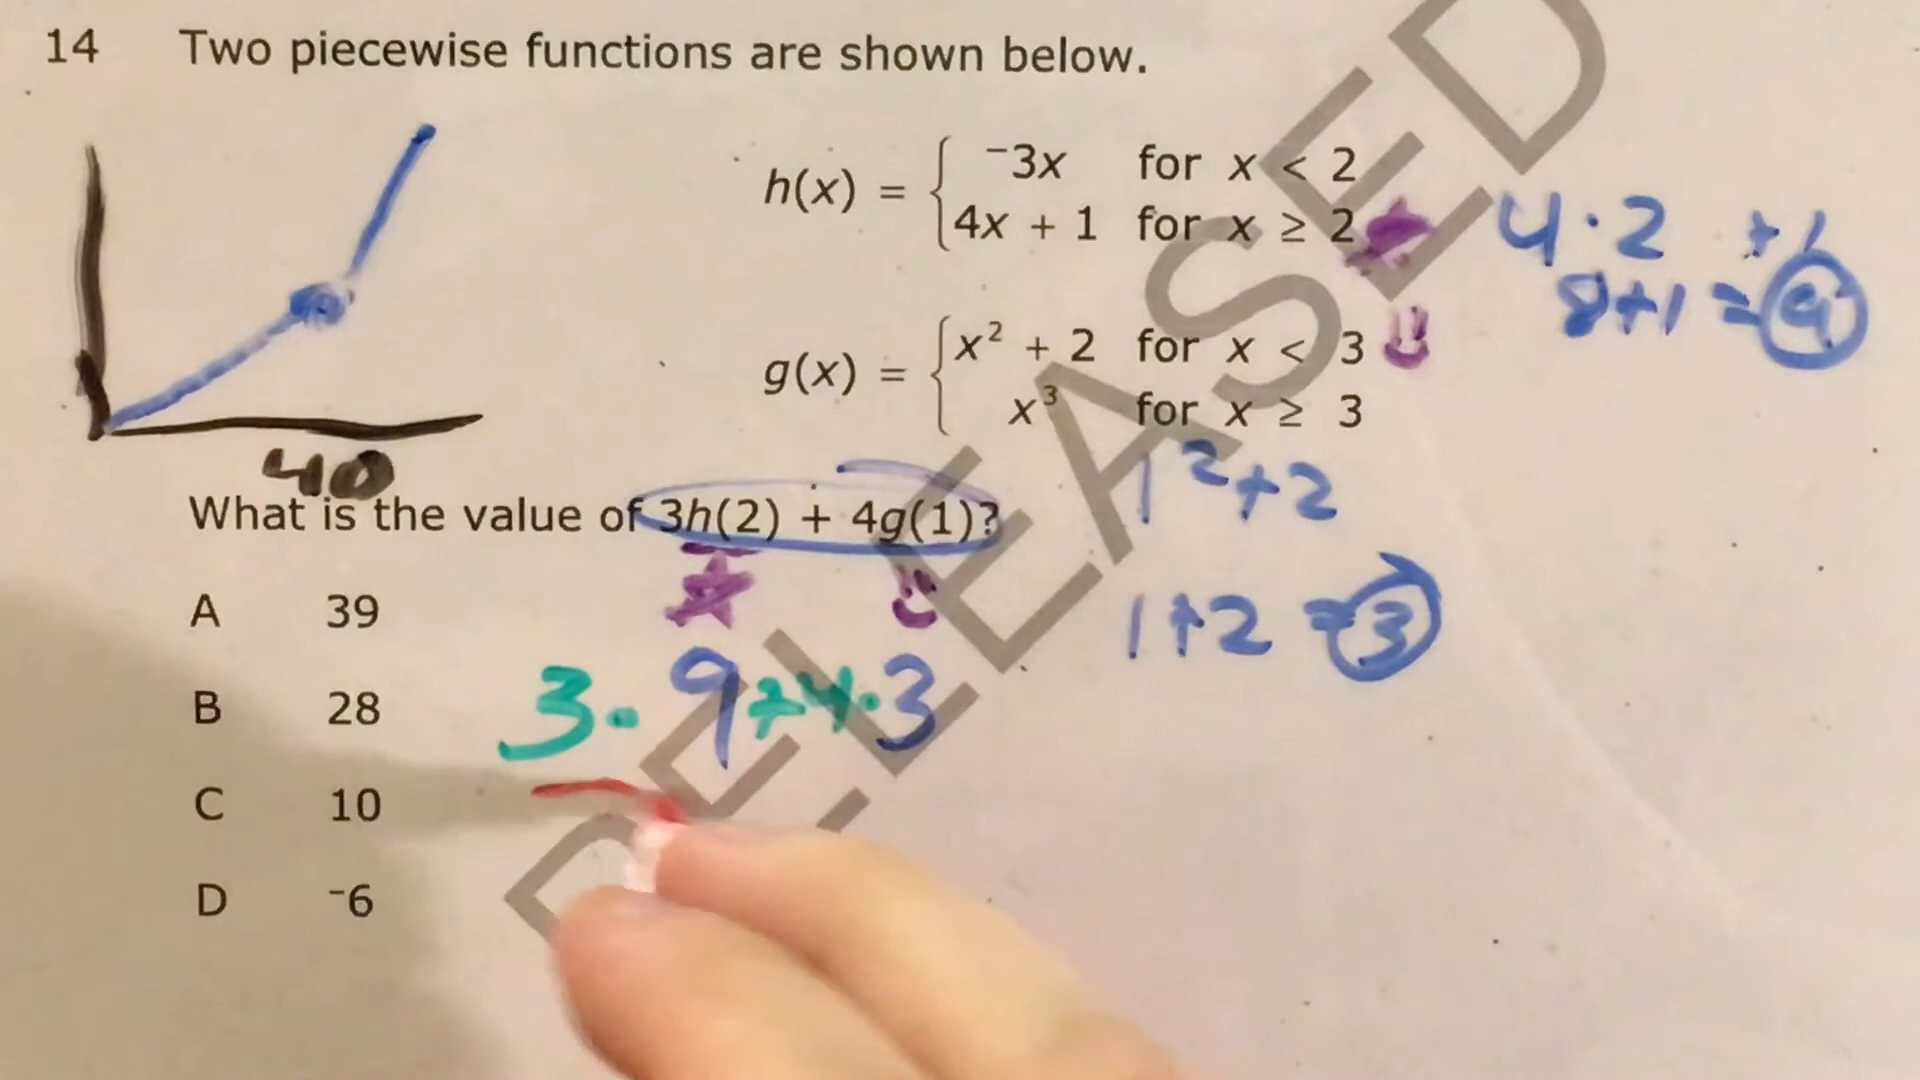 14 Two piecewise functions are shown below.
h(x) = { ⁻3x for x < 2
4x + 1 for x ≥ 2
4 · 2 + 1
8 + 1 = 9
g(x) = { x² + 2 for x < 3
x³ for x ≥ 3
40
1² + 2
What is the value of 3h(2) + 4g(1)?
1 + 2 = 3
A 39
3 · 9 + 4 · 3
B 28
C 10
D ⁻6
RELEASED